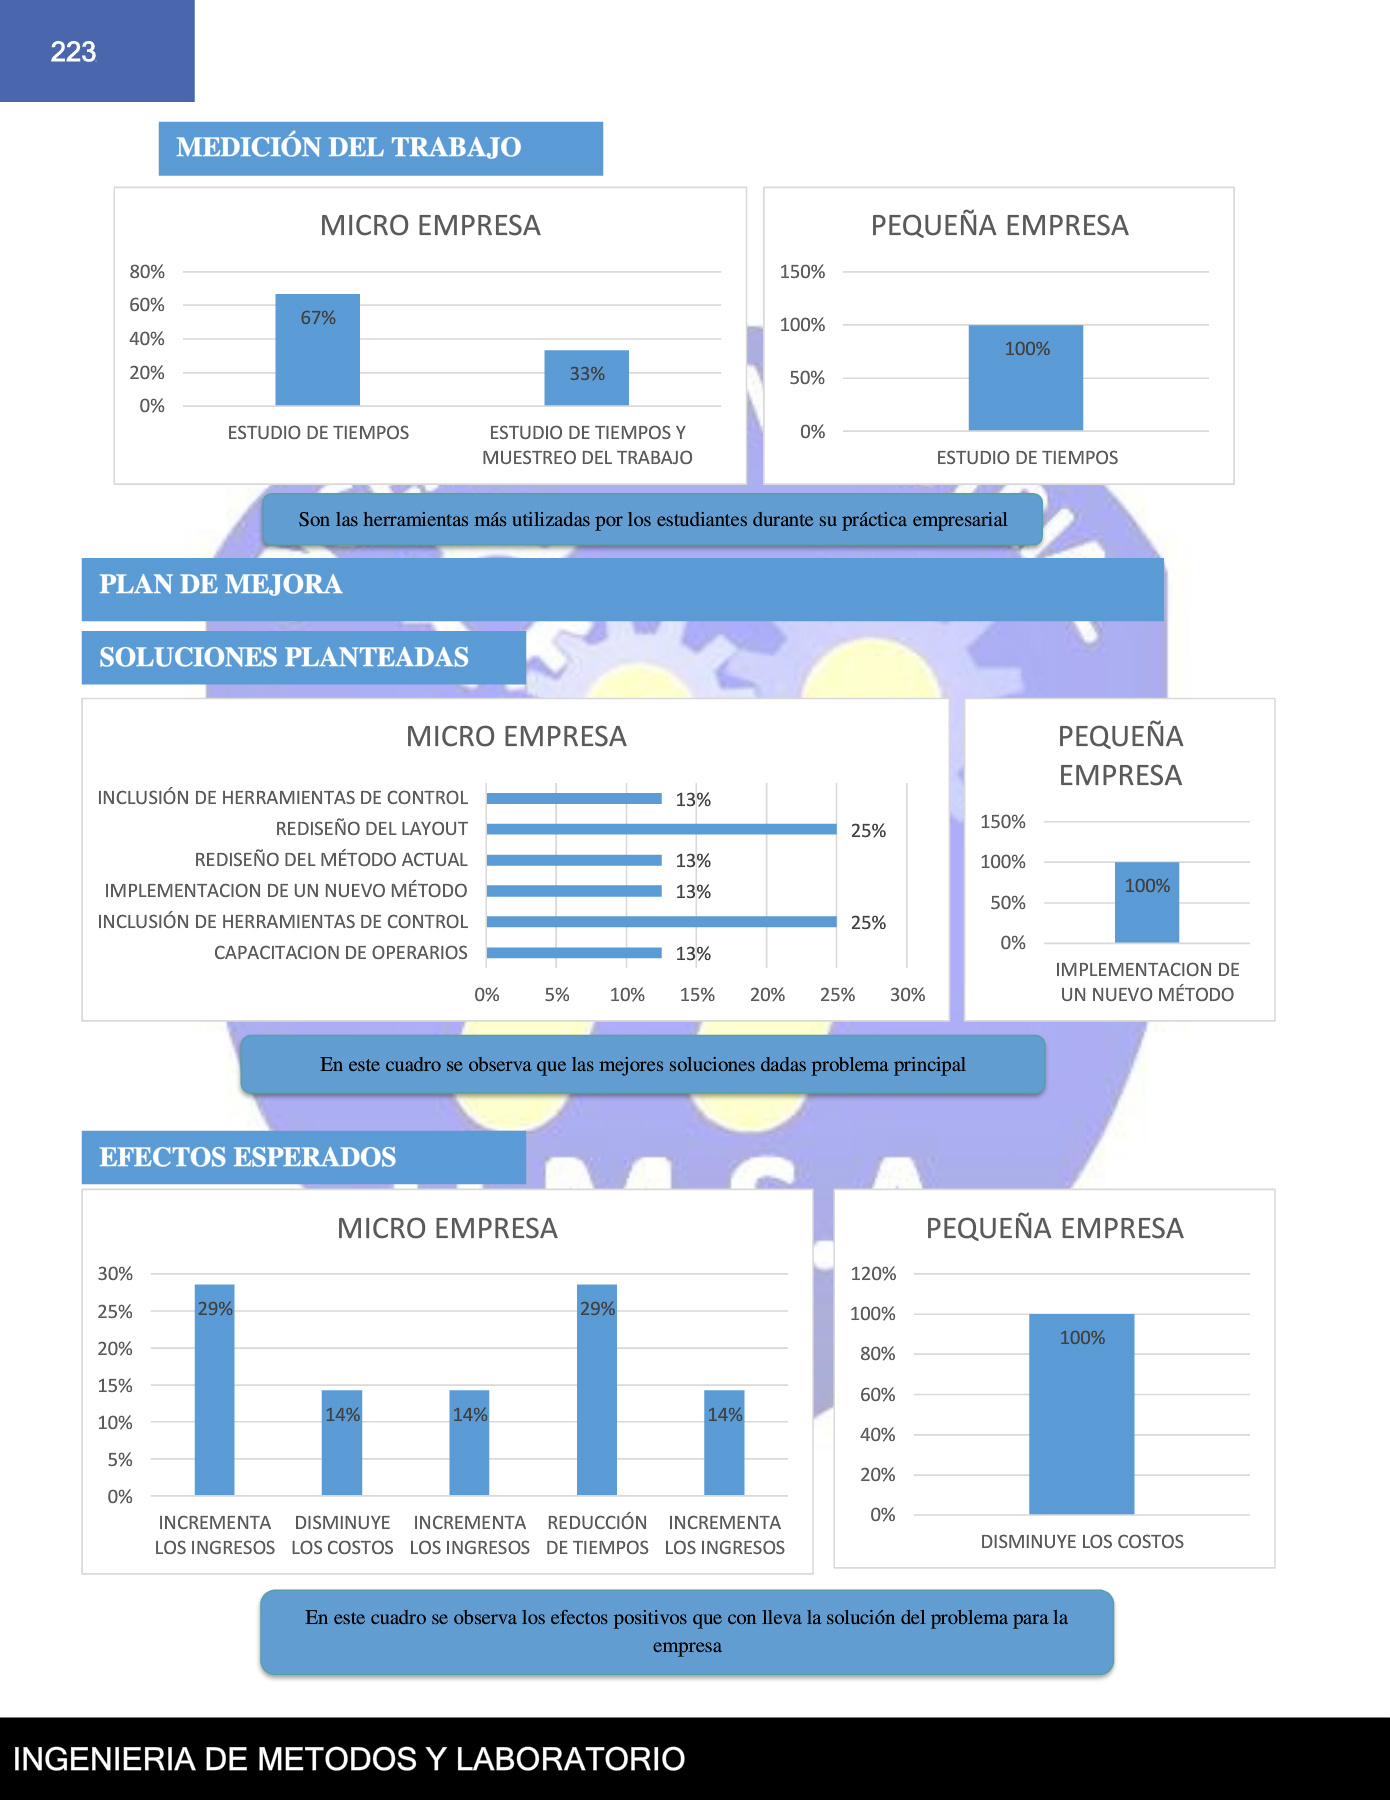 223
MEDICIÓN DEL TRABAJO
MICRO EMPRESA
80%
60%
40%
20%
0%
67%
33%
ESTUDIO DE TIEMPOS
ESTUDIO DE TIEMPOS Y
MUESTREO DEL TRABAJO
PEQUEÑA EMPRESA
150%
100%
50%
0%
100%
ESTUDIO DE TIEMPOS
Son las herramientas más utilizadas por los estudiantes durante su práctica empresarial
PLAN DE MEJORA
SOLUCIONES PLANTEADAS
MICRO EMPRESA
INCLUSIÓN DE HERRAMIENTAS DE CONTROL 13%
REDISEÑO DEL LAYOUT 25%
REDISEÑO DEL MÉTODO ACTUAL 13%
IMPLEMENTACION DE UN NUEVO MÉTODO 13%
INCLUSIÓN DE HERRAMIENTAS DE CONTROL 25%
CAPACITACION DE OPERARIOS 13%
0% 5% 10% 15% 20% 25% 30%
PEQUEÑA
EMPRESA
150%
100%
50%
0%
100%
IMPLEMENTACION DE
UN NUEVO MÉTODO
En este cuadro se observa que las mejores soluciones dadas problema principal
EFECTOS ESPERADOS
MICRO EMPRESA
30%
25%
20%
15%
10%
5%
0%
29% 14% 14% 29% 14%
INCREMENTA DISMINUYE INCREMENTA REDUCCIÓN INCREMENTA
LOS INGRESOS LOS COSTOS LOS INGRESOS DE TIEMPOS LOS INGRESOS
PEQUEÑA EMPRESA
120%
100%
80%
60%
40%
20%
0%
100%
DISMINUYE LOS COSTOS
En este cuadro se observa los efectos positivos que con lleva la solución del problema para la
empresa
INGENIERIA DE METODOS Y LABORATORIO